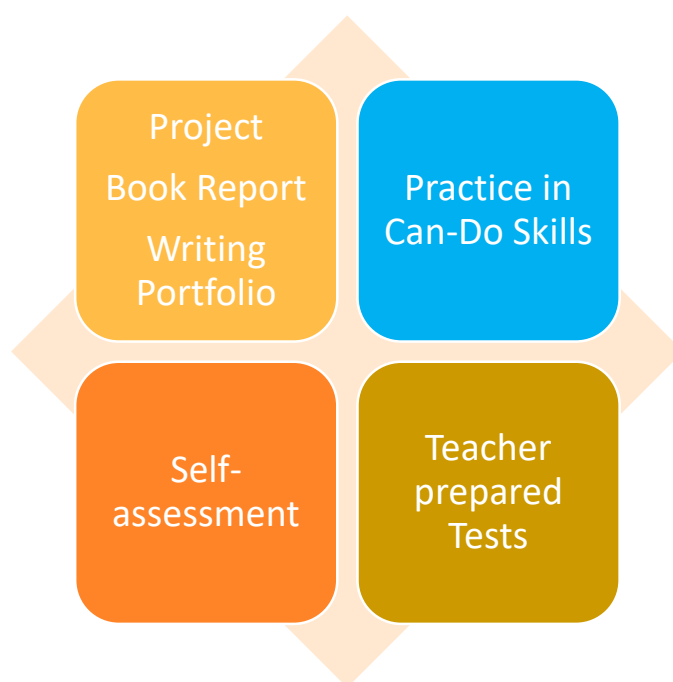 Project
Book Report
Writing
Portfolio
Practice in
Can-Do Skills
Self-
assessment
Teacher
prepared
Tests